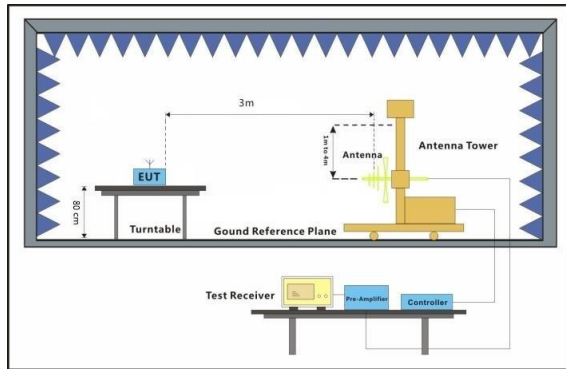 3m
1m to 4m
Antenna
Antenna Tower
EUT
80 cm
Turntable
Gound Reference Plane
Test Receiver
Pre-Amplifier
Controller